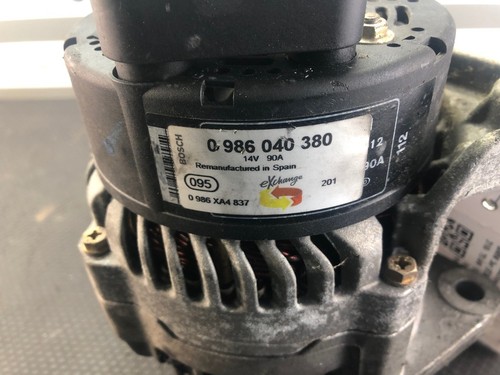 BOSCH
0 986 040 380
14V 90A
Remanufactured in Spain
095
eXchange
201
0 986 XA4 837
12
90A
112